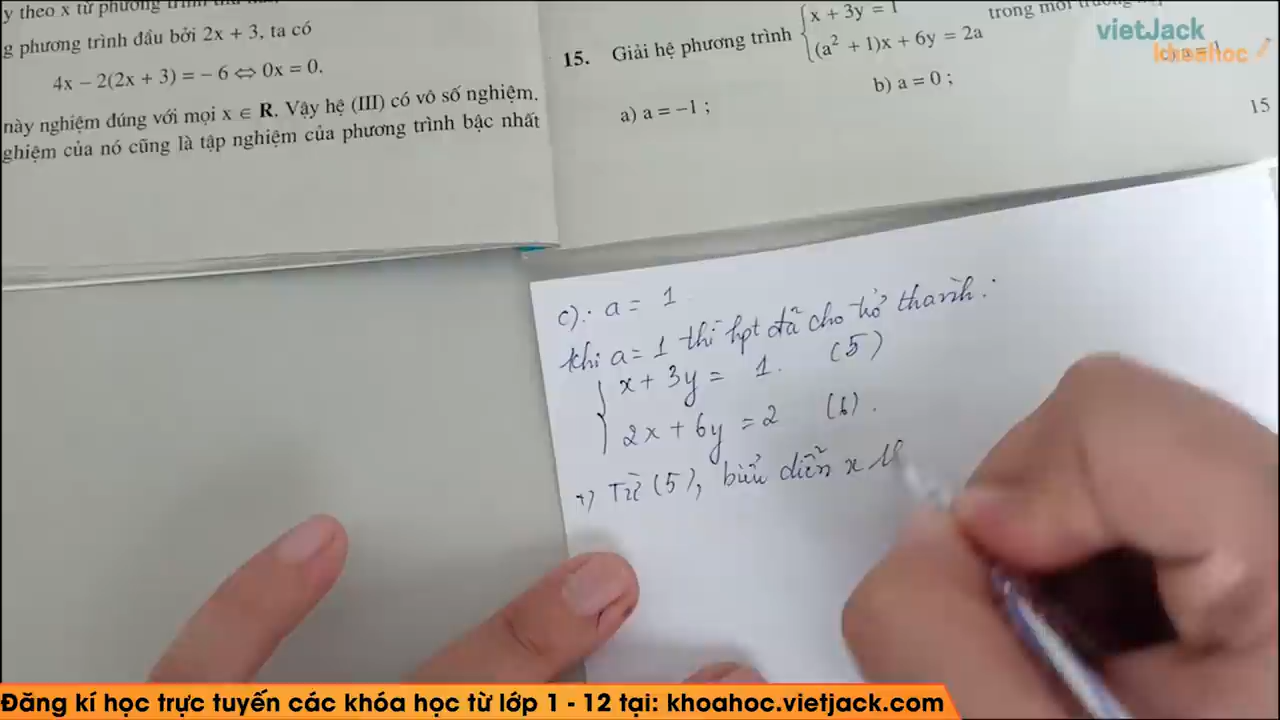 y theo x từ phương trình
g phương trình đầu bởi 2x + 3, ta có
4x − 2(2x + 3) = − 6 ⇔ 0x = 0.
này nghiệm đúng với mọi x ∈ R. Vậy hệ (III) có vô số nghiệm.
ghiệm của nó cũng là tập nghiệm của phương trình bậc nhất
15. Giải hệ phương trình { x + 3y = 1
(a² + 1)x + 6y = 2a trong mỗi
a) a = −1 ;
b) a = 0 ;
c) a = 1
15
vietJack
khoahoc
c): a = 1
Khi a = 1 thì hpt đã cho trở thành:
{ x + 3y = 1. (5)
2x + 6y = 2 (6).
+) Từ (5), biểu diễn x
Đăng kí học trực tuyến các khóa học từ lớp 1 - 12 tại: khoahoc.vietjack.com